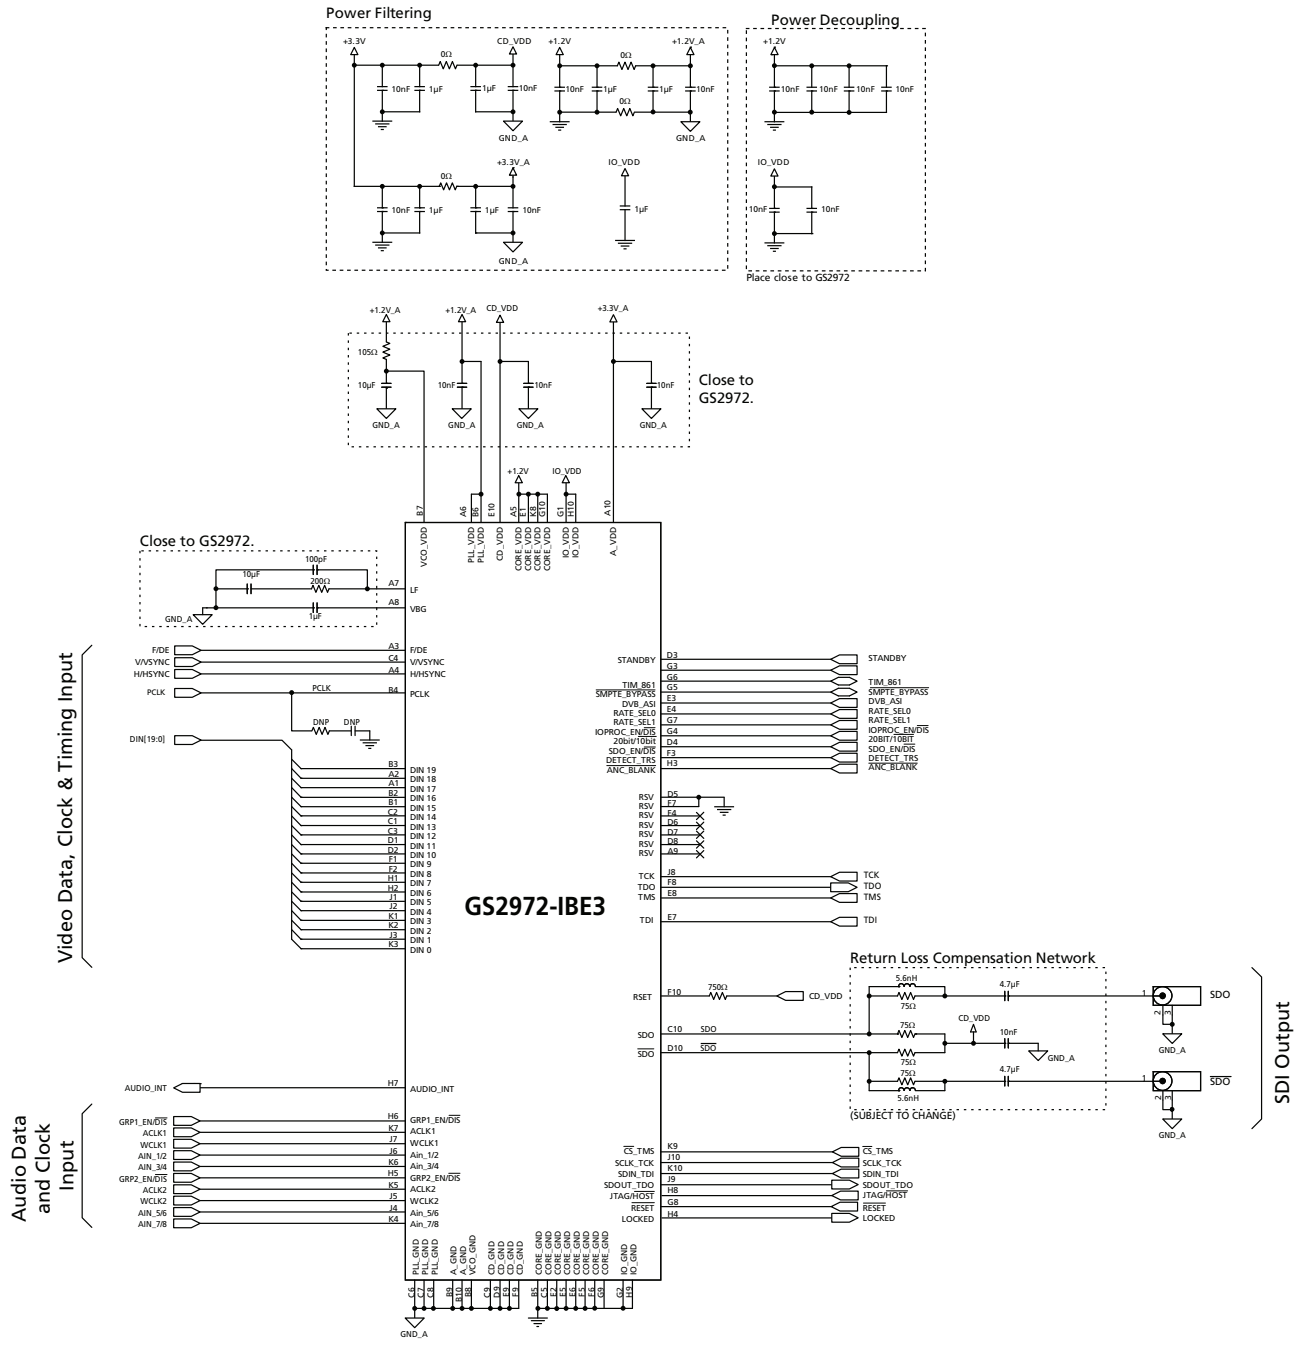 Power Filtering
Power Decoupling
+3.3V
0Ω
CD_VDD
10nF 1µF 1µF 10nF
GND_A
+1.2V
0Ω
+1.2V_A
10nF 1µF 1µF 10nF
0Ω
GND_A
+1.2V
10nF 10nF 10nF 10nF
0Ω
+3.3V_A
10nF 1µF 1µF 10nF
GND_A
IO_VDD
1µF
IO_VDD
10nF 10nF
Place close to GS2972
+1.2V_A
105Ω
10µF
GND_A
+1.2V_A
10nF
GND_A
CD_VDD
10nF
GND_A
+3.3V_A
10nF
GND_A
Close to
GS2972.
+1.2V
IO_VDD
B7 A6 B6 E10 A5 E1 K8 G10 G1 H10 A10
VCO_VDD PLL_VDD PLL_VDD CD_VDD CORE_VDD CORE_VDD CORE_VDD CORE_VDD IO_VDD IO_VDD A_VDD
Close to GS2972.
100pF
10µF 200Ω
1µF
GND_A
A7 LF
A8 VBG
Video Data, Clock & Timing Input
F/DE A3 F/DE
V/VSYNC C4 V/VSYNC
H/HSYNC A4 H/HSYNC
PCLK PCLK B4 PCLK
DNP DNP
DIN[19:0]
B3 DIN 19
A2 DIN 18
A1 DIN 17
B2 DIN 16
B1 DIN 15
C2 DIN 14
C1 DIN 13
C3 DIN 12
D1 DIN 11
D2 DIN 10
F1 DIN 9
F2 DIN 8
H1 DIN 7
H2 DIN 6
J1 DIN 5
J2 DIN 4
K1 DIN 3
K2 DIN 2
J3 DIN 1
K3 DIN 0
GS2972-IBE3
STANDBY D3 STANDBY
G3
TIM_861 G6 TIM_861
SMPTE_BYPASS G5 SMPTE_BYPASS
DVB_ASI E3 DVB_ASI
RATE_SEL0 E4 RATE_SEL0
RATE_SEL1 G7 RATE_SEL1
IOPROC_EN/DIS G4 IOPROC_EN/DIS
20bit/10bit D4 20BIT/10BIT
SDO_EN/DIS F3 SDO_EN/DIS
DETECT_TRS H3 DETECT_TRS
ANC_BLANK ANC_BLANK
RSV D5
RSV F7
RSV F4
RSV D6
RSV D7
RSV D8
RSV A9
TCK J8 TCK
TDO F8 TDO
TMS E8 TMS
TDI E7 TDI
RSET F10 750Ω CD_VDD
SDO C10 SDO
SDO D10 SDO
Return Loss Compensation Network
5.6nH
75Ω
4.7µF
75Ω
CD_VDD
10nF
GND_A
75Ω
75Ω
4.7µF
5.6nH
(SUBJECT TO CHANGE)
1 SDO
2 3
GND_A
1 SDO
2 3
GND_A
SDI Output
AUDIO_INT H7 AUDIO_INT
Audio Data
and Clock
Input
GRP1_EN/DIS H6 GRP1_EN/DIS
ACLK1 K7 ACLK1
WCLK1 J7 WCLK1
AIN_1/2 J6 Ain_1/2
AIN_3/4 K6 Ain_3/4
GRP2_EN/DIS H5 GRP2_EN/DIS
ACLK2 K5 ACLK2
WCLK2 J5 WCLK2
AIN_5/6 J4 Ain_5/6
AIN_7/8 K4 Ain_7/8
CS_TMS K9 CS_TMS
SCLK_TCK J10 SCLK_TCK
SDIN_TDI K10 SDIN_TDI
SDOUT_TDO J9 SDOUT_TDO
JTAG/HOST H8 JTAG/HOST
RESET G8 RESET
LOCKED H4 LOCKED
PLL_GND PLL_GND PLL_GND A_GND A_GND VCO_GND CD_GND CD_GND CD_GND CD_GND CORE_GND CORE_GND CORE_GND CORE_GND CORE_GND CORE_GND CORE_GND CORE_GND IO_GND IO_GND
C6 C7 C8 B9 B10 B8 C9 D9 E9 F9 B5 C5 E2 E5 E6 F5 F6 G9 G2 H9
GND_A